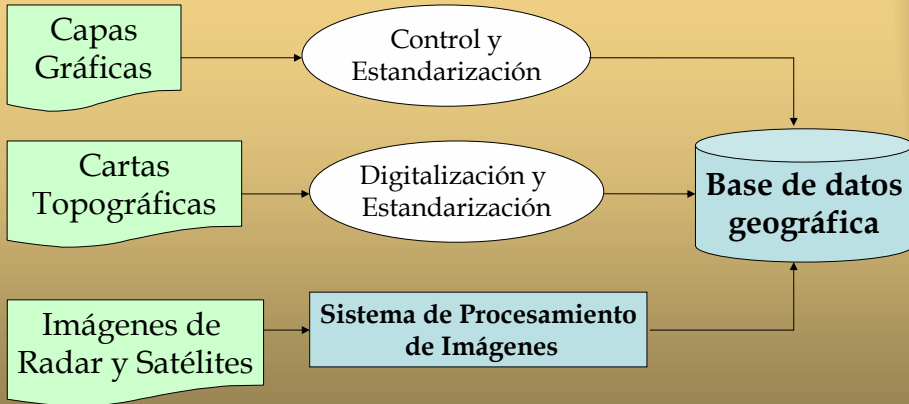 Capas
Gráficas
Control y
Estandarización
Cartas
Topográficas
Digitalización y
Estandarización
Base de datos
geográfica
Imágenes de
Radar y Satélites
Sistema de Procesamiento
de Imágenes